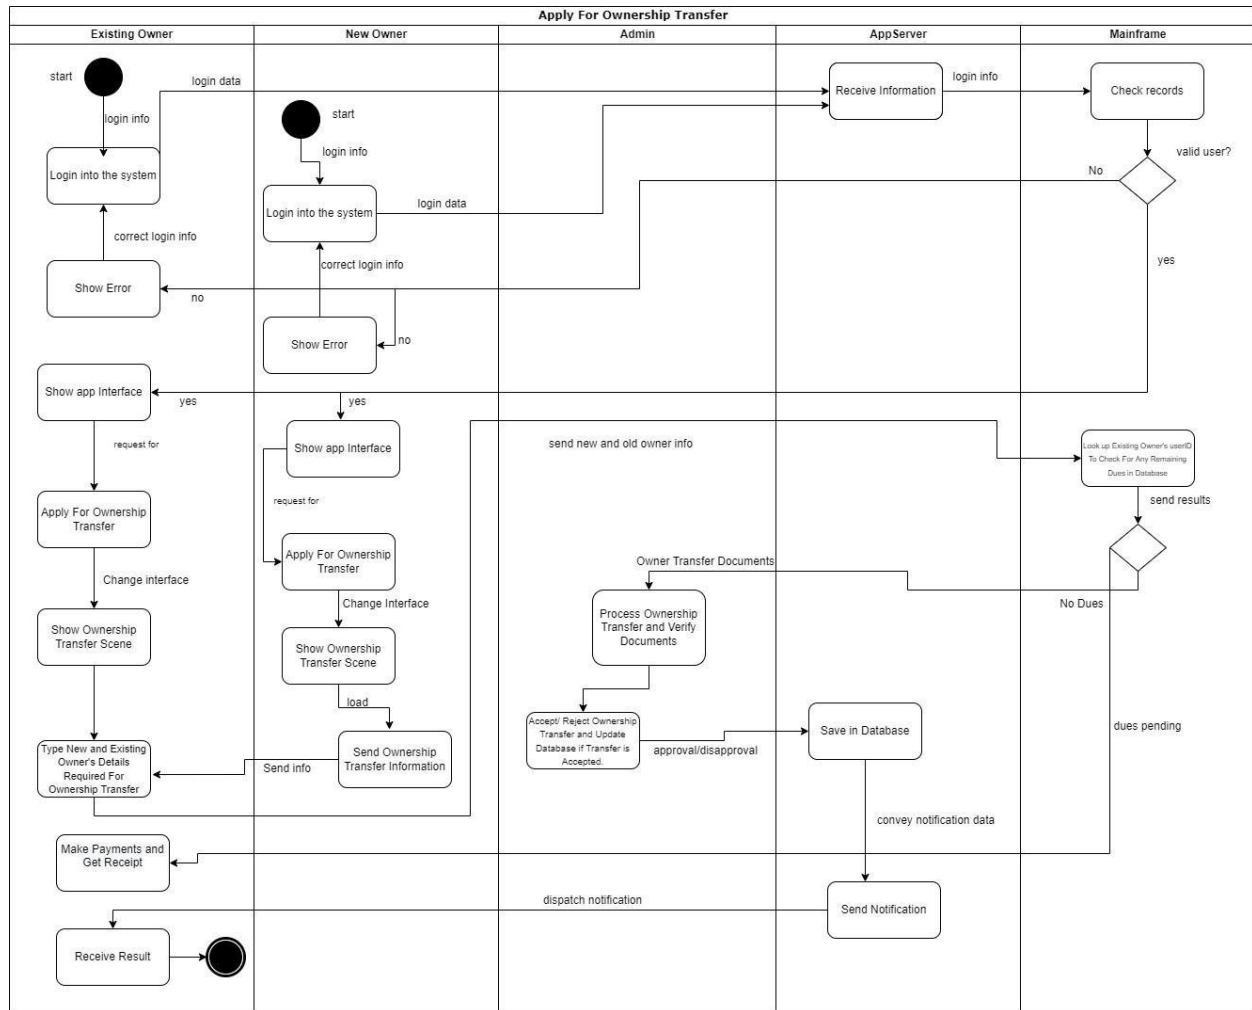 Apply For Ownership Transfer
Existing Owner
New Owner
Admin
AppServer
Mainframe
start
login data
login info
Receive Information
login info
Check records
start
login info
valid user?
Login into the system
No
Login into the system
login data
correct login info
correct login info
yes
Show Error
no
Show Error
no
Show app Interface
yes
yes
Show app Interface
request for
send new and old owner info
Look up Existing Owner's userID
To Check For Any Remaining
Dues in Database
send results
request for
Apply For Ownership
Transfer
Apply For Ownership
Transfer
Owner Transfer Documents
Change interface
Change Interface
No Dues
Show Ownership
Transfer Scene
Process Ownership
Transfer and Verify
Documents
Show Ownership
Transfer Scene
load
Accept/ Reject Ownership
Transfer and Update
Database if Transfer is
Accepted.
approval/disapproval
Save in Database
dues pending
Type New and Existing
Owner's Details
Required For
Ownership Transfer
Send info
Send Ownership
Transfer Information
convey notification data
Make Payments and
Get Receipt
dispatch notification
Send Notification
Receive Result